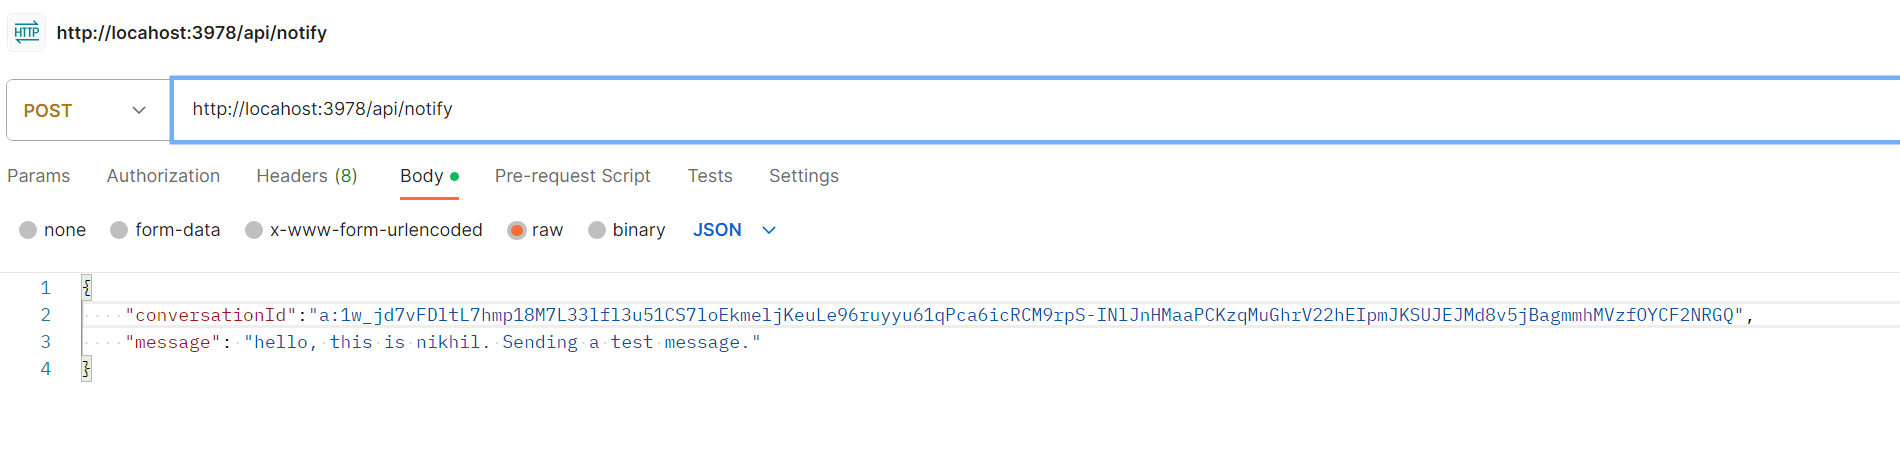 HTTP http://locahost:3978/api/notify
POST http://locahost:3978/api/notify
Params Authorization Headers (8) Body Pre-request Script Tests Settings
none form-data x-www-form-urlencoded raw binary JSON
1 {
2 "conversationId":"a:1w_jd7vFDltL7hmp18M7L33lfl3u51CS7loEkmeljKeuLe96ruyyu61qPca6icRCM9rpS-INlJnHMaaPCKzqMuGhrV22hEIpmJKSUJEJMd8v5jBagmmhMVzfOYCF2NRGQ",
3 "message": "hello, this is nikhil. Sending a test message."
4 }